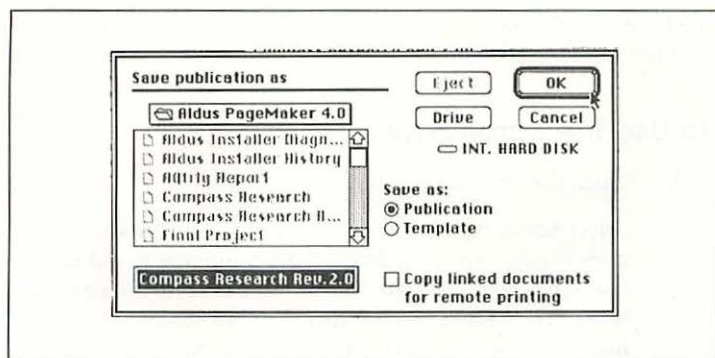 Save publication as
Eject
OK
Aldus PageMaker 4.0
Drive
Cancel
Aldus Installer Diagn...
Aldus Installer History
Compass Research
Compass Research R...
Final Project
INT. HARD DISK
Save as:
Publication
Template
Compass Research Rev.2.0
Copy linked documents
for remote printing
In